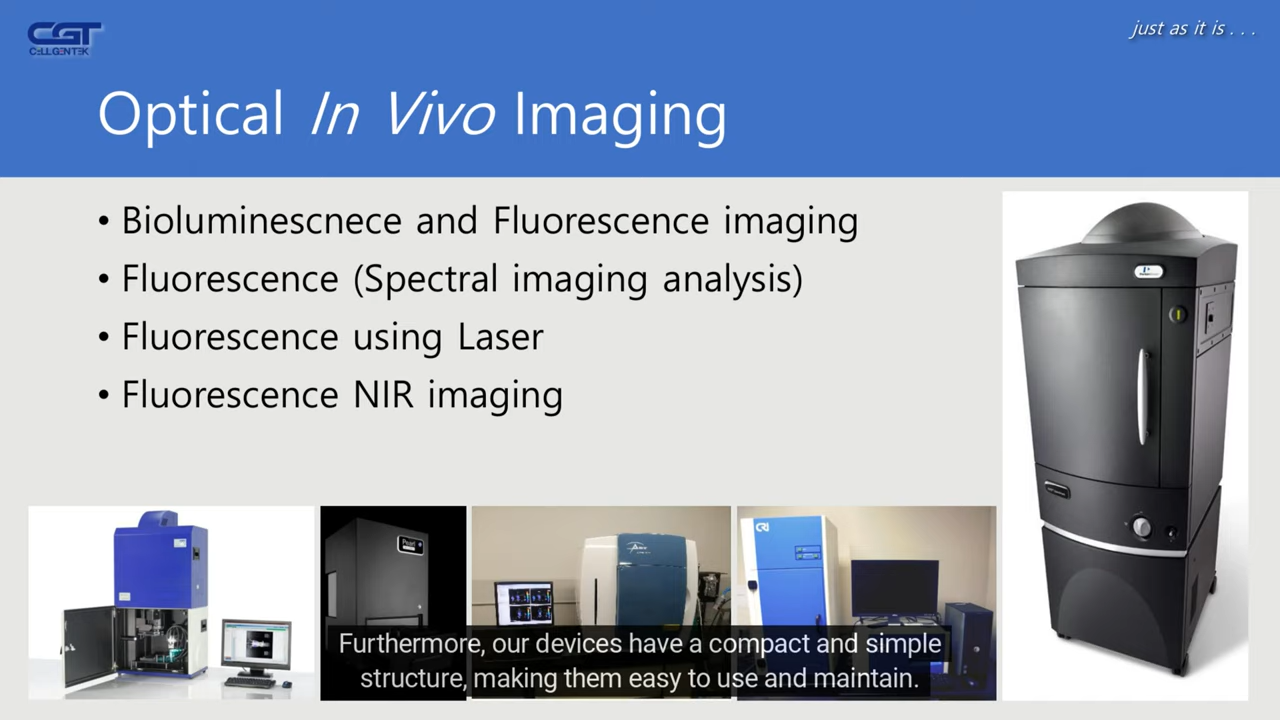 CGT
CELLGENTEK
just as it is . . .
Optical In Vivo Imaging
• Bioluminescnece and Fluorescence imaging
• Fluorescence (Spectral imaging analysis)
• Fluorescence using Laser
• Fluorescence NIR imaging
Pearl
CRi
Furthermore, our devices have a compact and simple
structure, making them easy to use and maintain.